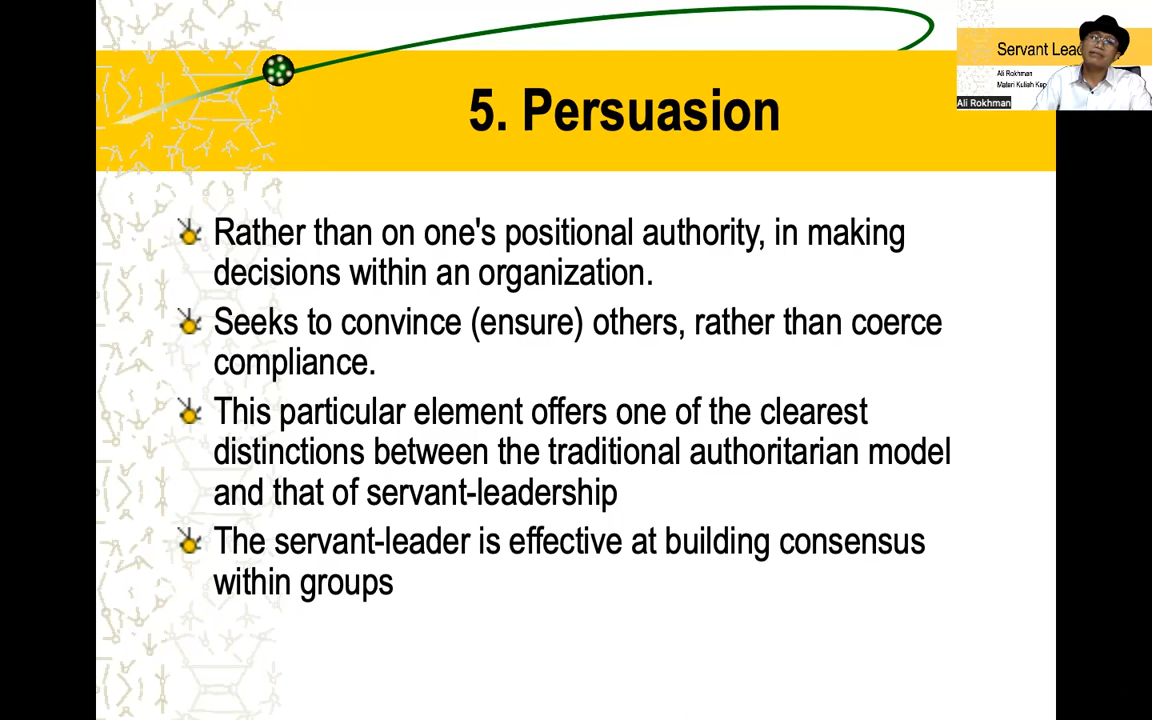 5. Persuasion
Rather than on one's positional authority, in making
decisions within an organization.
Seeks to convince (ensure) others, rather than coerce
compliance.
This particular element offers one of the clearest
distinctions between the traditional authoritarian model
and that of servant-leadership
The servant-leader is effective at building consensus
within groups
Servant Lead
Ali Rokhman
Materi Kuliah Kep
Ali Rokhman